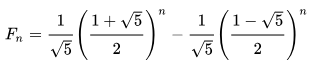 F_n = \frac{1}{\sqrt{5}} \left( \frac{1 + \sqrt{5}}{2} \right)^n - \frac{1}{\sqrt{5}} \left( \frac{1 - \sqrt{5}}{2} \right)^n